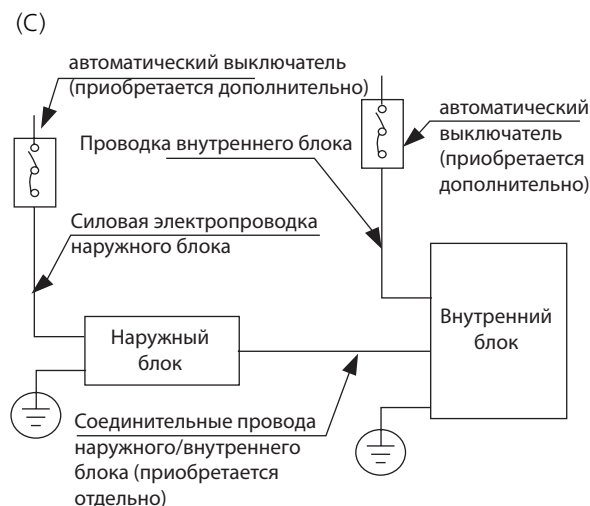 (C)
автоматический выключатель
(приобретается дополнительно)
автоматический
выключатель
(приобретается
дополнительно)
Проводка внутреннего блока
Силовая электропроводка
наружного блока
Наружный
блок
Внутренний
блок
Соединительные провода
наружного/внутреннего
блока (приобретается
отдельно)